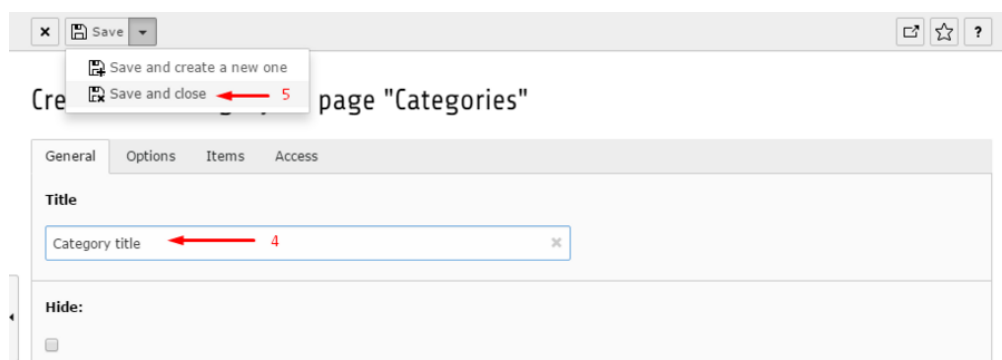 Save
?
Save and create a new one
Save and close 5
Cre page "Categories"
General Options Items Access
Title
Category title 4
Hide: